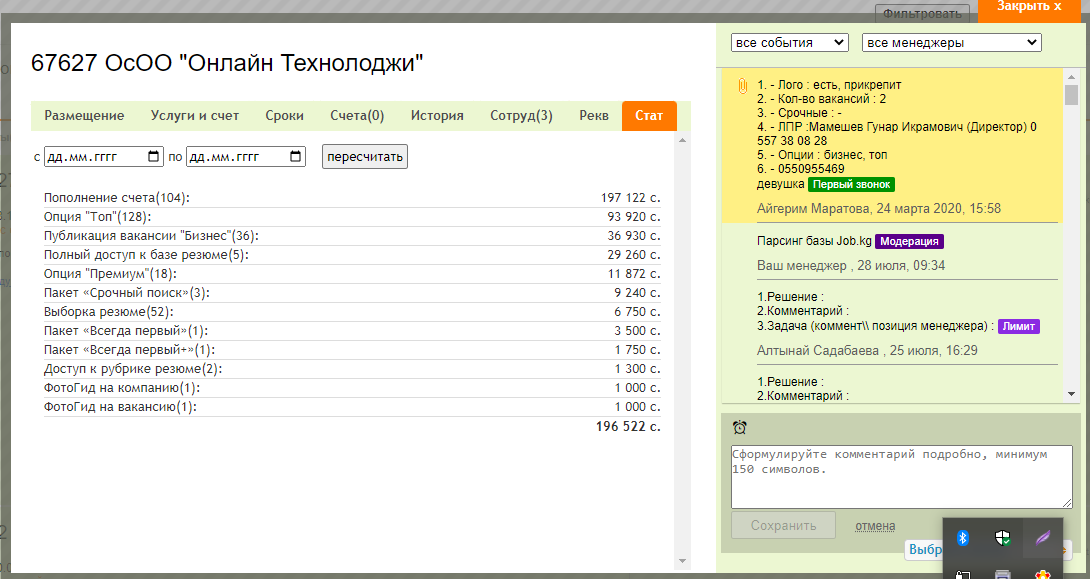 Фильтровать
Закрыть x
67627 ОсОО "Онлайн Технолоджи"
Размещение Услуги и счет Сроки Счета(0) История Сотруд(3) Рекв Стат
с дд.мм.гггг по дд.мм.гггг пересчитать
Пополнение счета(104): 197 122 с.
Опция "Топ"(128): 93 920 с.
Публикация вакансии "Бизнес"(36): 36 930 с.
Полный доступ к базе резюме(5): 29 260 с.
Опция "Премиум"(18): 11 872 с.
Пакет «Срочный поиск»(3): 9 240 с.
Выборка резюме(52): 6 750 с.
Пакет «Всегда первый»(1): 3 500 с.
Пакет «Всегда первый+»(1): 1 750 с.
Доступ к рубрике резюме(2): 1 300 с.
ФотоГид на компанию(1): 1 000 с.
ФотоГид на вакансию(1): 1 000 с.
196 522 с.
все события все менеджеры
1. - Лого : есть, прикрепит
2. - Кол-во вакансий : 2
3. - Срочные : -
4. - ЛПР :Мамешев Гунар Икрамович (Директор) 0
557 38 08 28
5. - Опции : бизнес, топ
6. - 0550955469
девушка Первый звонок
Айгерим Маратова, 24 марта 2020, 15:58
Парсинг базы Job.kg Модерация
Ваш менеджер , 28 июля, 09:34
1.Решение :
2.Комментарий :
3.Задача (коммент\\ позиция менеджера) : Лимит
Алтынай Садабаева , 25 июля, 16:29
1.Решение :
2.Комментарий :
Сформулируйте комментарий подробно, минимум
150 символов.
Сохранить отмена